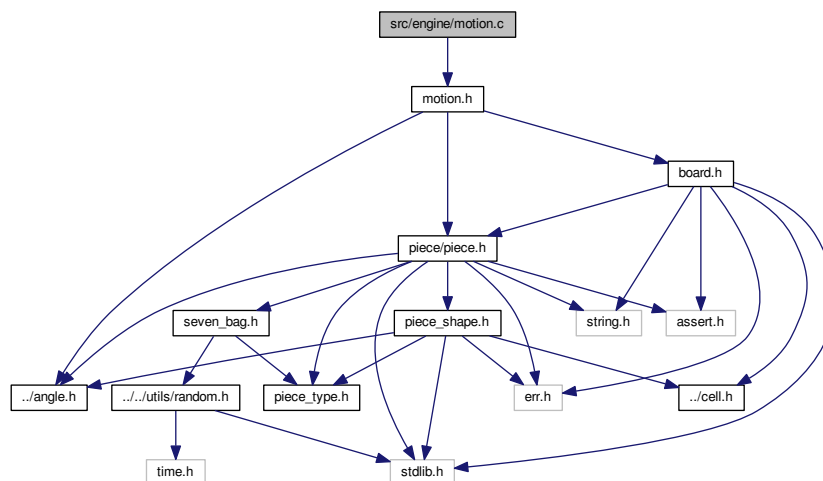 src/engine/motion.c
motion.h
board.h
piece/piece.h
seven_bag.h
piece_shape.h
string.h
assert.h
../angle.h
../../utils/random.h
piece_type.h
err.h
../cell.h
time.h
stdlib.h